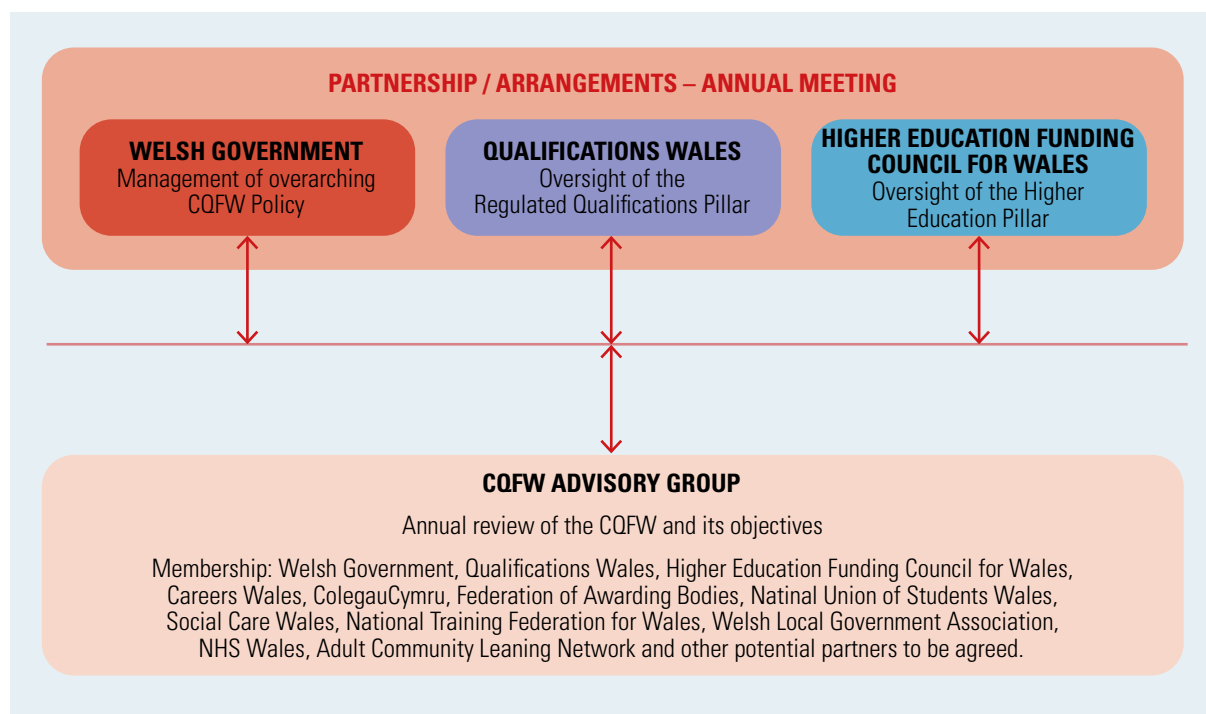 PARTNERSHIP / ARRANGEMENTS – ANNUAL MEETING
WELSH GOVERNMENT
Management of overarching
CQFW Policy
QUALIFICATIONS WALES
Oversight of the
Regulated Qualifications Pillar
HIGHER EDUCATION FUNDING
COUNCIL FOR WALES
Oversight of the Higher
Education Pillar
CQFW ADVISORY GROUP
Annual review of the CQFW and its objectives
Membership: Welsh Government, Qualifications Wales, Higher Education Funding Council for Wales,
Careers Wales, ColegauCymru, Federation of Awarding Bodies, Natinal Union of Students Wales,
Social Care Wales, National Training Federation for Wales, Welsh Local Government Association,
NHS Wales, Adult Community Leaning Network and other potential partners to be agreed.